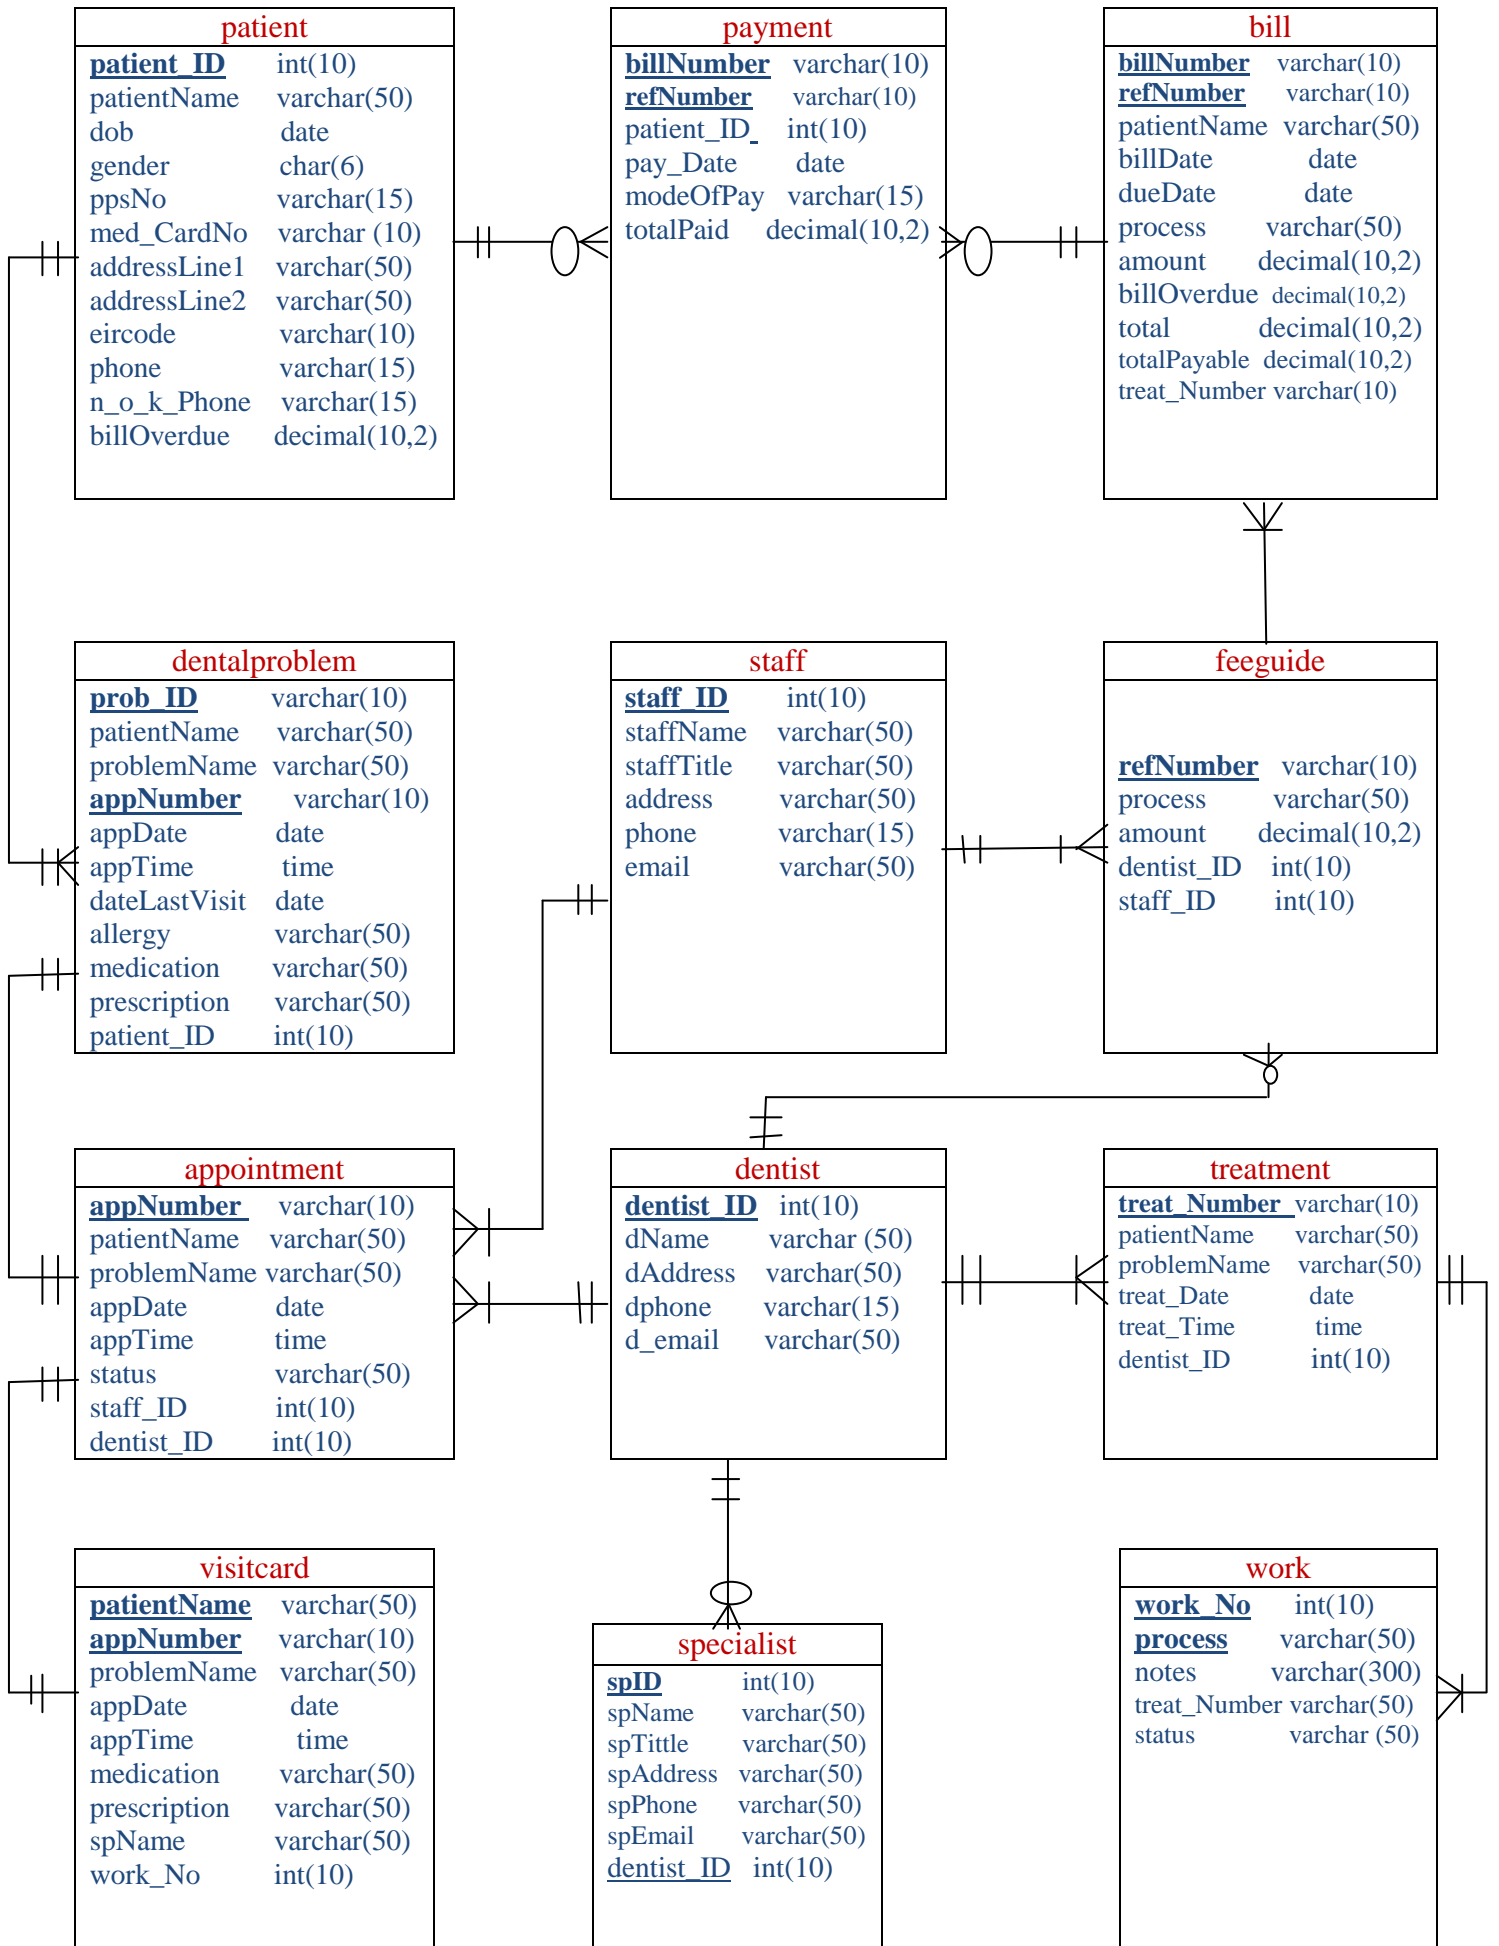 patient
patient_ID int(10)
patientName varchar(50)
dob date
gender char(6)
ppsNo varchar(15)
med_CardNo varchar (10)
addressLine1 varchar(50)
addressLine2 varchar(50)
eircode varchar(10)
phone varchar(15)
n_o_k_Phone varchar(15)
billOverdue decimal(10,2)
payment
billNumber varchar(10)
refNumber varchar(10)
patient_ID_ int(10)
pay_Date date
modeOfPay varchar(15)
totalPaid decimal(10,2)
bill
billNumber varchar(10)
refNumber varchar(10)
patientName varchar(50)
billDate date
dueDate date
process varchar(50)
amount decimal(10,2)
billOverdue decimal(10,2)
total decimal(10,2)
totalPayable decimal(10,2)
treat_Number varchar(10)
dentalproblem
prob_ID varchar(10)
patientName varchar(50)
problemName varchar(50)
appNumber varchar(10)
appDate date
appTime time
dateLastVisit date
allergy varchar(50)
medication varchar(50)
prescription varchar(50)
patient_ID int(10)
staff
staff_ID int(10)
staffName varchar(50)
staffTitle varchar(50)
address varchar(50)
phone varchar(15)
email varchar(50)
feeguide
refNumber varchar(10)
process varchar(50)
amount decimal(10,2)
dentist_ID int(10)
staff_ID int(10)
appointment
appNumber varchar(10)
patientName varchar(50)
problemName varchar(50)
appDate date
appTime time
status varchar(50)
staff_ID int(10)
dentist_ID int(10)
dentist
dentist_ID int(10)
dName varchar (50)
dAddress varchar(50)
dphone varchar(15)
d_email varchar(50)
treatment
treat_Number varchar(10)
patientName varchar(50)
problemName varchar(50)
treat_Date date
treat_Time time
dentist_ID int(10)
visitcard
patientName varchar(50)
appNumber varchar(10)
problemName varchar(50)
appDate date
appTime time
medication varchar(50)
prescription varchar(50)
spName varchar(50)
work_No int(10)
specialist
spID int(10)
spName varchar(50)
spTittle varchar(50)
spAddress varchar(50)
spPhone varchar(50)
spEmail varchar(50)
dentist_ID int(10)
work
work_No int(10)
process varchar(50)
notes varchar(300)
treat_Number varchar(50)
status varchar (50)